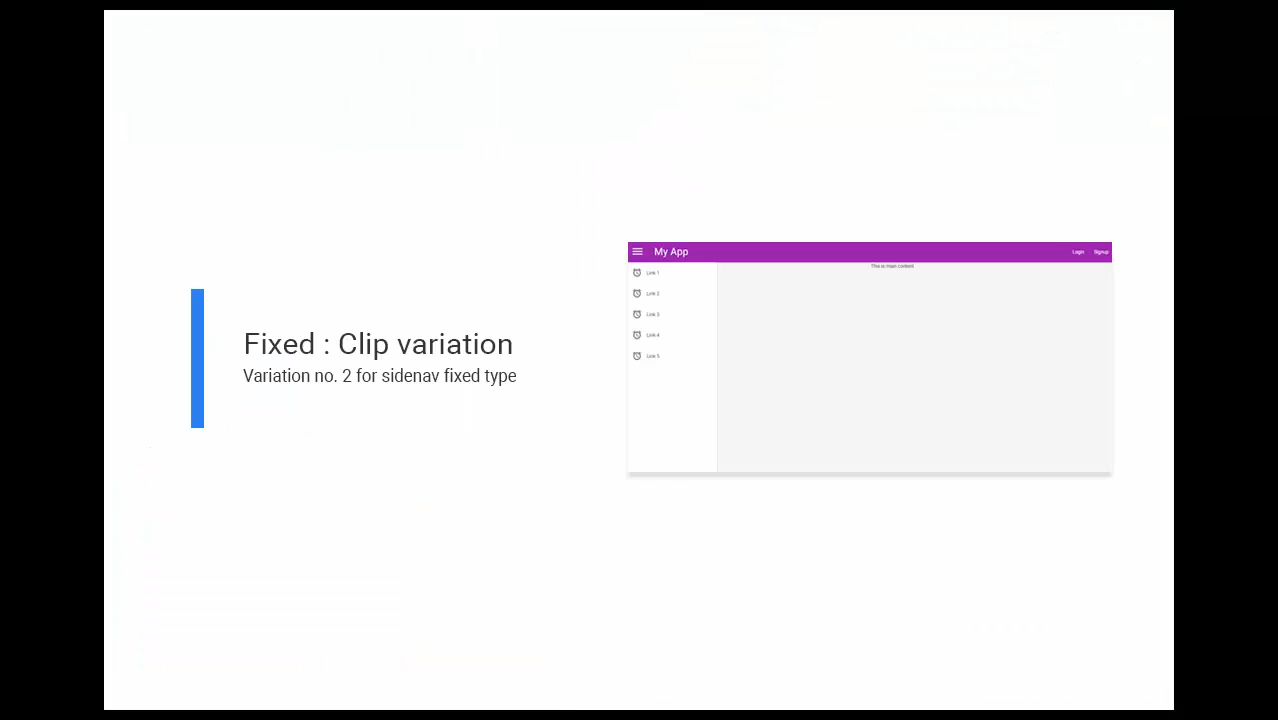 Fixed : Clip variation
Variation no. 2 for sidenav fixed type
My App
Login Signup
This is main content
Link 1
Link 2
Link 3
Link 4
Link 5